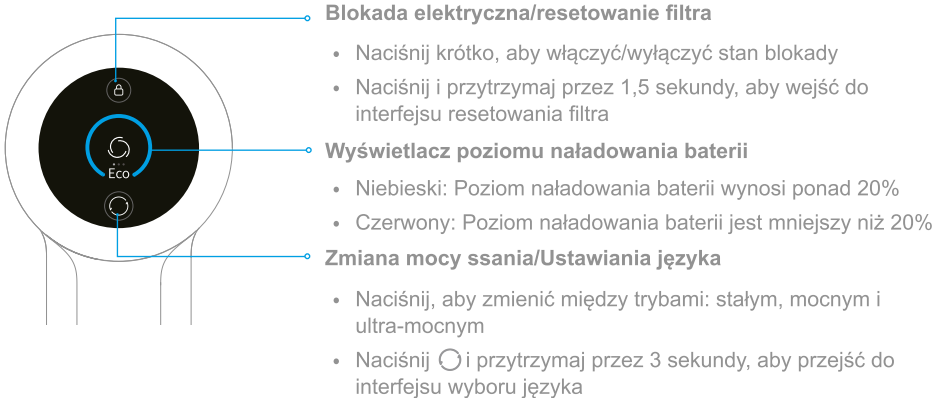 Blokada elektryczna/resetowanie filtra
• Naciśnij krótko, aby włączyć/wyłączyć stan blokady
• Naciśnij i przytrzymaj przez 1,5 sekundy, aby wejść do
interfejsu resetowania filtra
Eco
Wyświetlacz poziomu naładowania baterii
• Niebieski: Poziom naładowania baterii wynosi ponad 20%
• Czerwony: Poziom naładowania baterii jest mniejszy niż 20%
Zmiana mocy ssania/Ustawiania języka
• Naciśnij, aby zmienić między trybami: stałym, mocnym i
ultra-mocnym
• Naciśnij i przytrzymaj przez 3 sekundy, aby przejść do
interfejsu wyboru języka